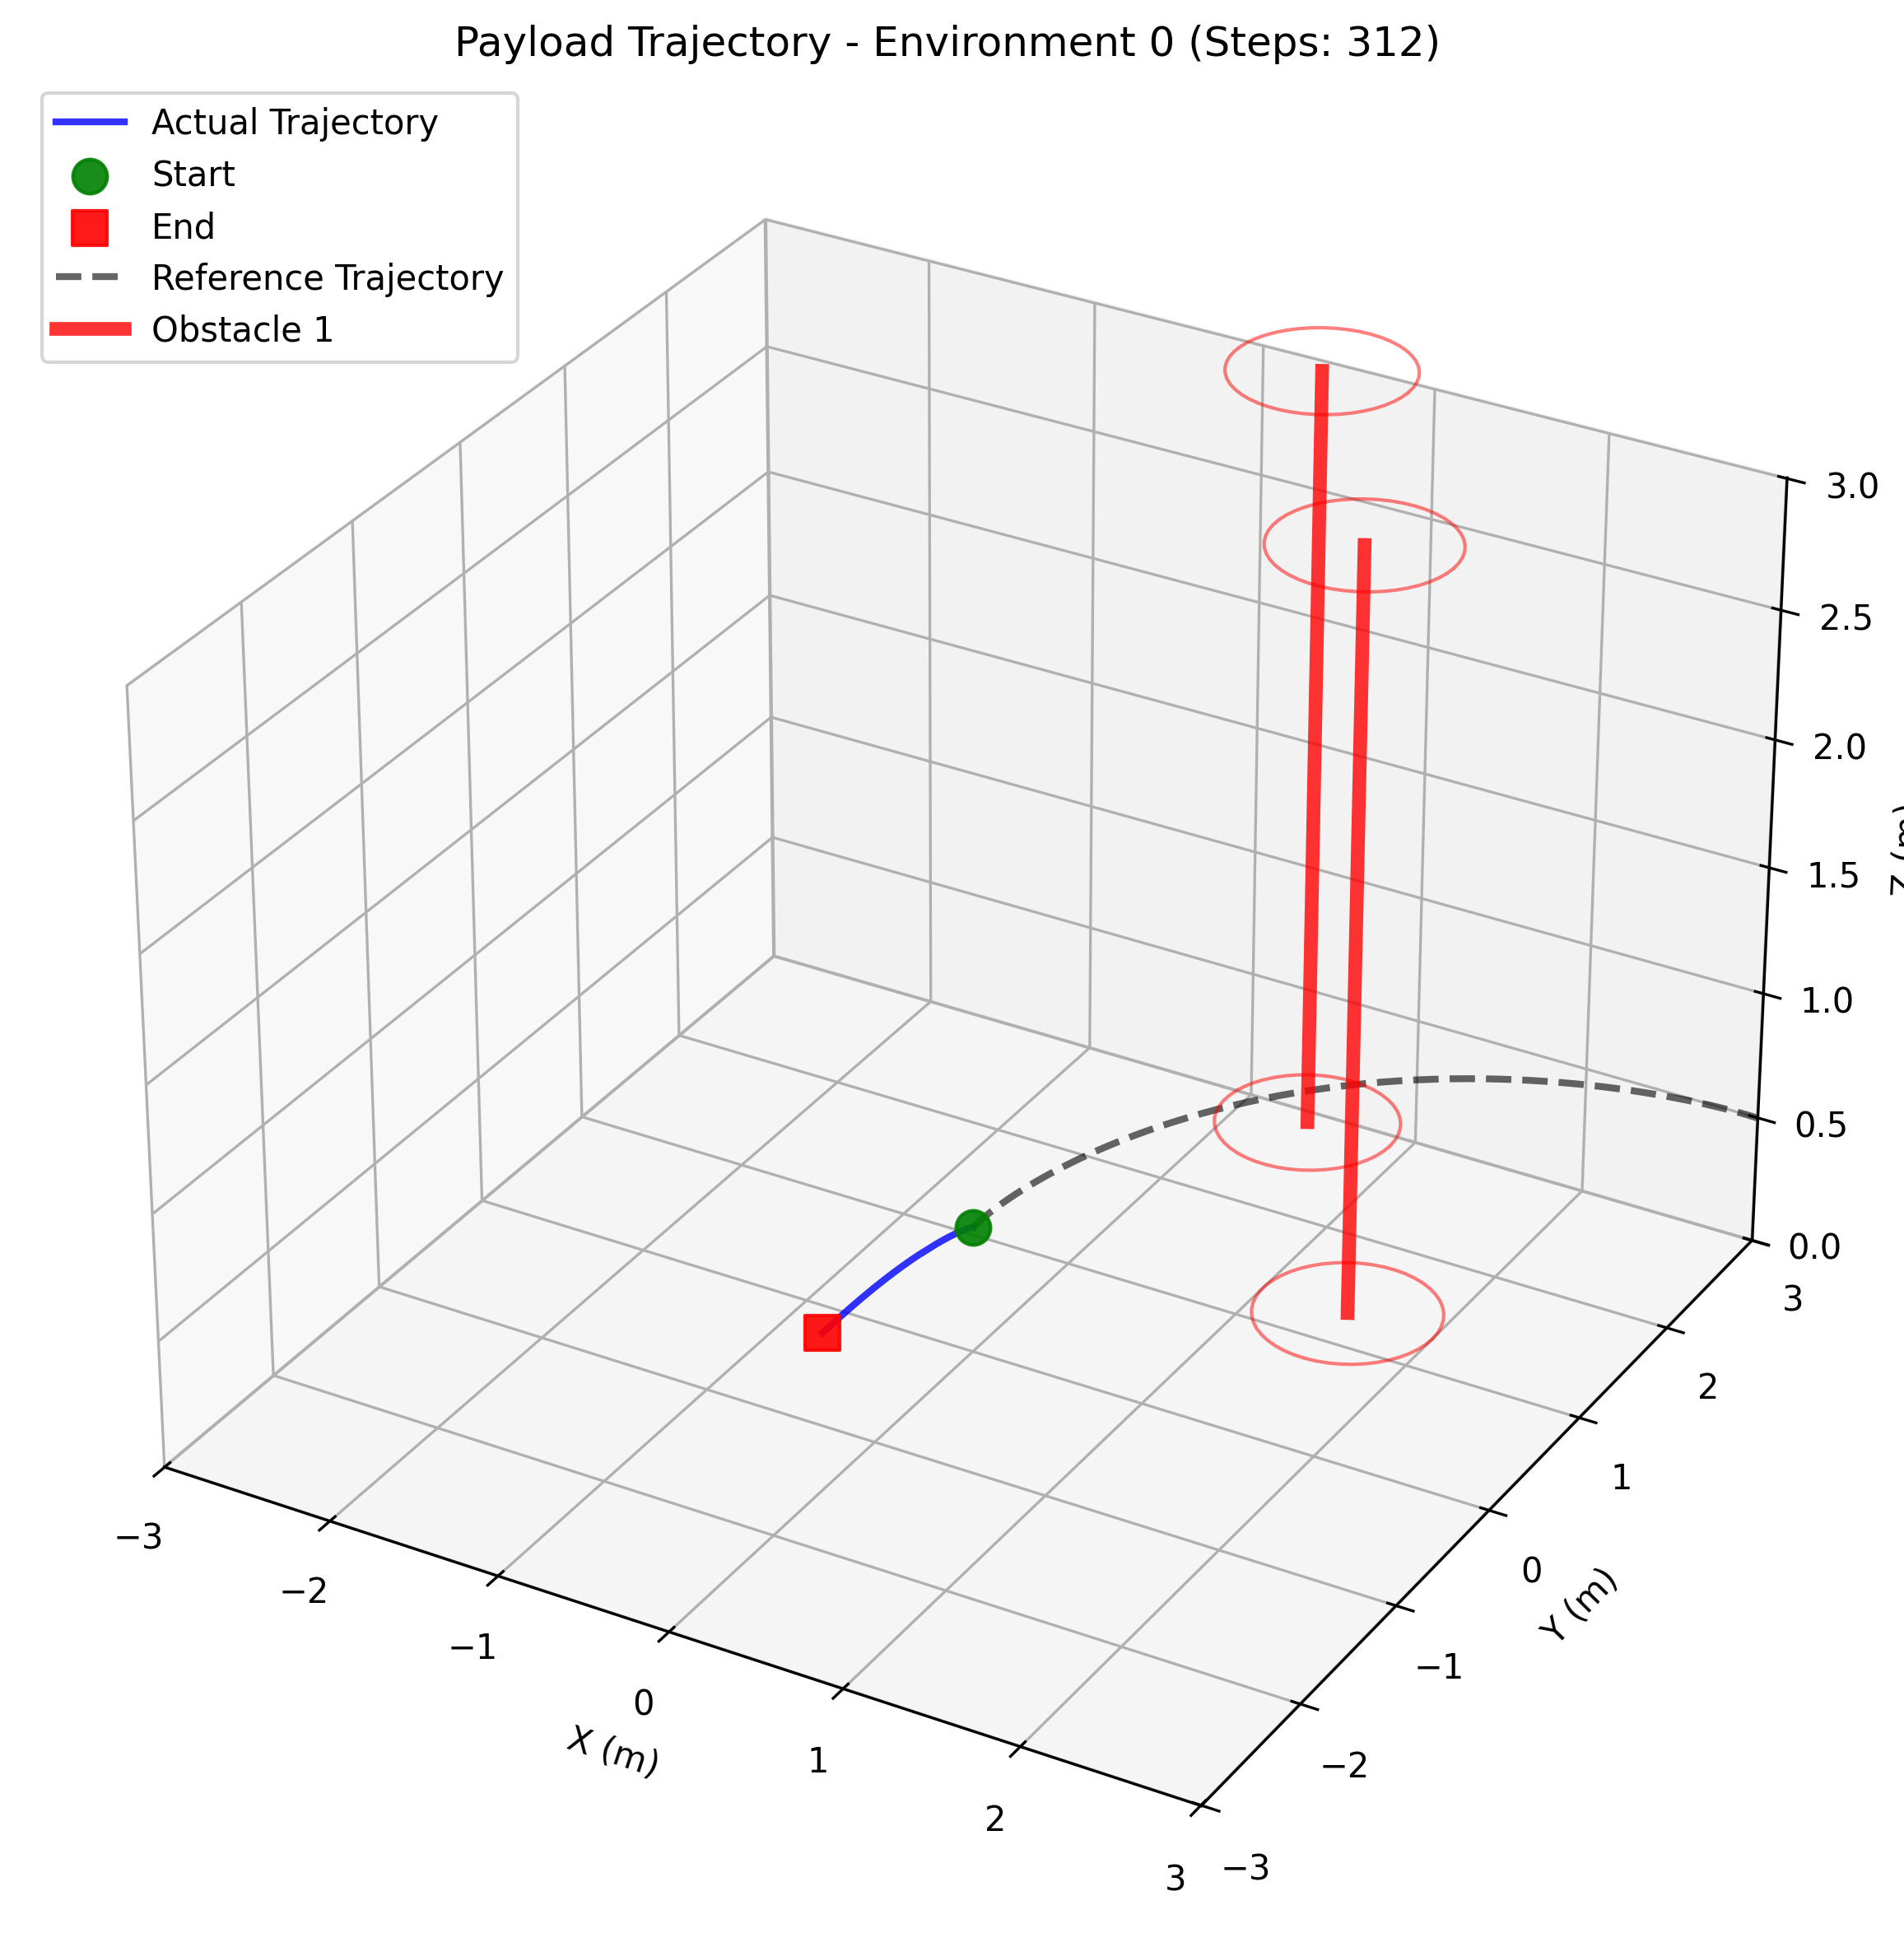 Payload Trajectory - Environment 0 (Steps: 312)
Actual Trajectory
Start
End
Reference Trajectory
Obstacle 1
3.0
2.5
2.0
1.5
1.0
0.5
0.0
3
2
1
0
−1
−2
−3
Y (m)
−3
−2
−1
0
1
2
3
X (m)